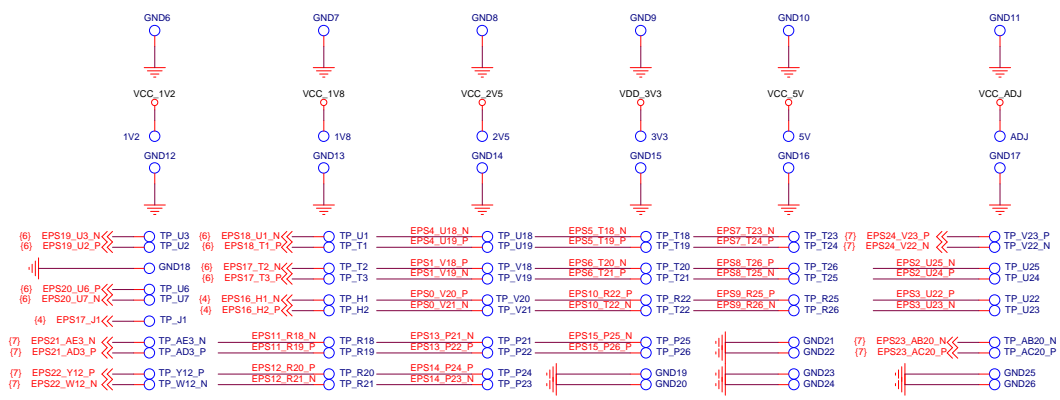 GND6 GND7 GND8 GND9 GND10 GND11
VCC_1V2 VCC_1V8 VCC_2V5 VDD_3V3 VCC_5V VCC_ADJ
1V2 1V8 2V5 3V3 5V ADJ
GND12 GND13 GND14 GND15 GND16 GND17
{6} EPS19_U3_N TP_U3 {6} EPS18_U1_N TP_U1 EPS4_U18_N TP_U18 EPS5_T18_N TP_T18 EPS7_T23_N TP_T23 {7} EPS24_V23_P TP_V23_P
{6} EPS19_U2_P TP_U2 {6} EPS18_T1_P TP_T1 EPS4_U19_P TP_U19 EPS5_T19_P TP_T19 EPS7_T24_P TP_T24 EPS24_V22_N TP_V22_N
GND18 {6} EPS17_T2_N TP_T2 EPS1_V18_P TP_V18 EPS6_T20_N TP_T20 EPS8_T26_P TP_T26 EPS2_U25_N TP_U25
EPS17_T3_P TP_T3 EPS1_V19_N TP_V19 EPS6_T21_P TP_T21 EPS8_T25_N TP_T25 EPS2_U24_P TP_U24
{6} EPS20_U6_P TP_U6
{6} EPS20_U7_N TP_U7 {4} EPS16_H1_N TP_H1 EPS0_V20_P TP_V20 EPS10_R22_P TP_R22 EPS9_R25_P TP_R25 EPS3_U22_P TP_U22
{4} EPS16_H2_P TP_H2 EPS0_V21_N TP_V21 EPS10_T22_N TP_T22 EPS9_R26_N TP_R26 EPS3_U23_N TP_U23
{4} EPS17_J1 TP_J1
{7} EPS21_AE3_N TP_AE3_N EPS11_R18_N TP_R18 EPS13_P21_N TP_P21 EPS15_P25_N TP_P25 GND21 {7} EPS23_AB20_N TP_AB20_N
{7} EPS21_AD3_P TP_AD3_P EPS11_R19_P TP_R19 EPS13_P22_P TP_P22 EPS15_P26_P TP_P26 GND22 EPS23_AC20_P TP_AC20_P
{7} EPS22_Y12_P TP_Y12_P EPS12_R20_P TP_R20 EPS14_P24_P TP_P24 GND19 GND23 GND25
{7} EPS22_W12_N TP_W12_N EPS12_R21_N TP_R21 EPS14_P23_N TP_P23 GND20 GND24 GND26